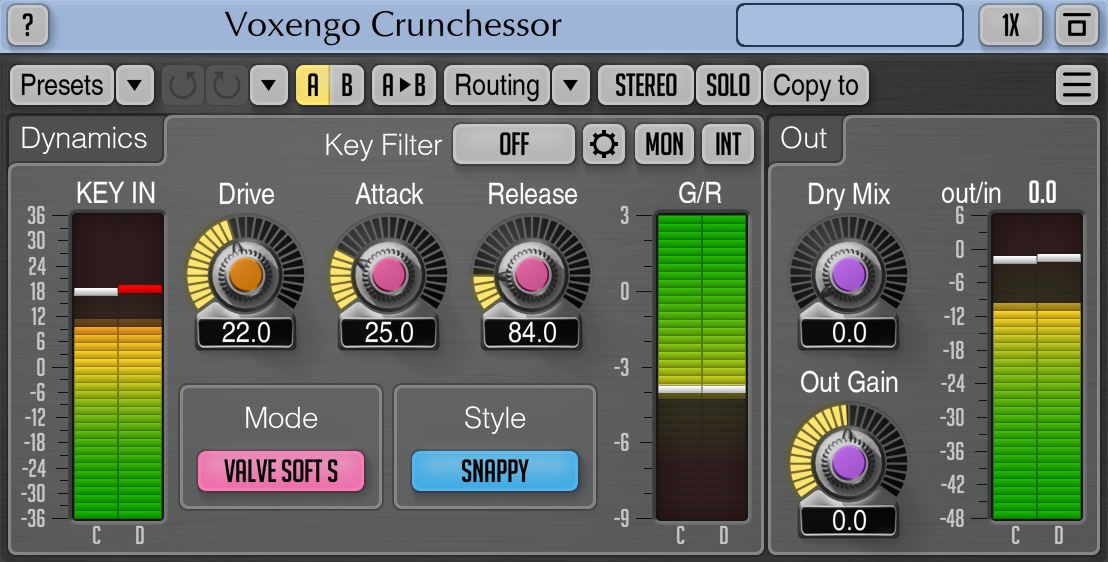 ? Voxengo Crunchessor 1X
Presets A B A▸B Routing STEREO SOLO Copy to
Dynamics Key Filter OFF MON INT Out
KEY IN Drive Attack Release G/R Dry Mix out/in 0.0
36
30
24
18
12
6
0
-6
-12
-18
-24
-30
-36
C D
22.0 25.0 84.0
Mode
VALVE SOFT S
Style
SNAPPY
3
0
-3
-6
-9
C D
0.0
Out Gain
0.0
6
0
-6
-12
-18
-24
-30
-36
-42
-48
C D